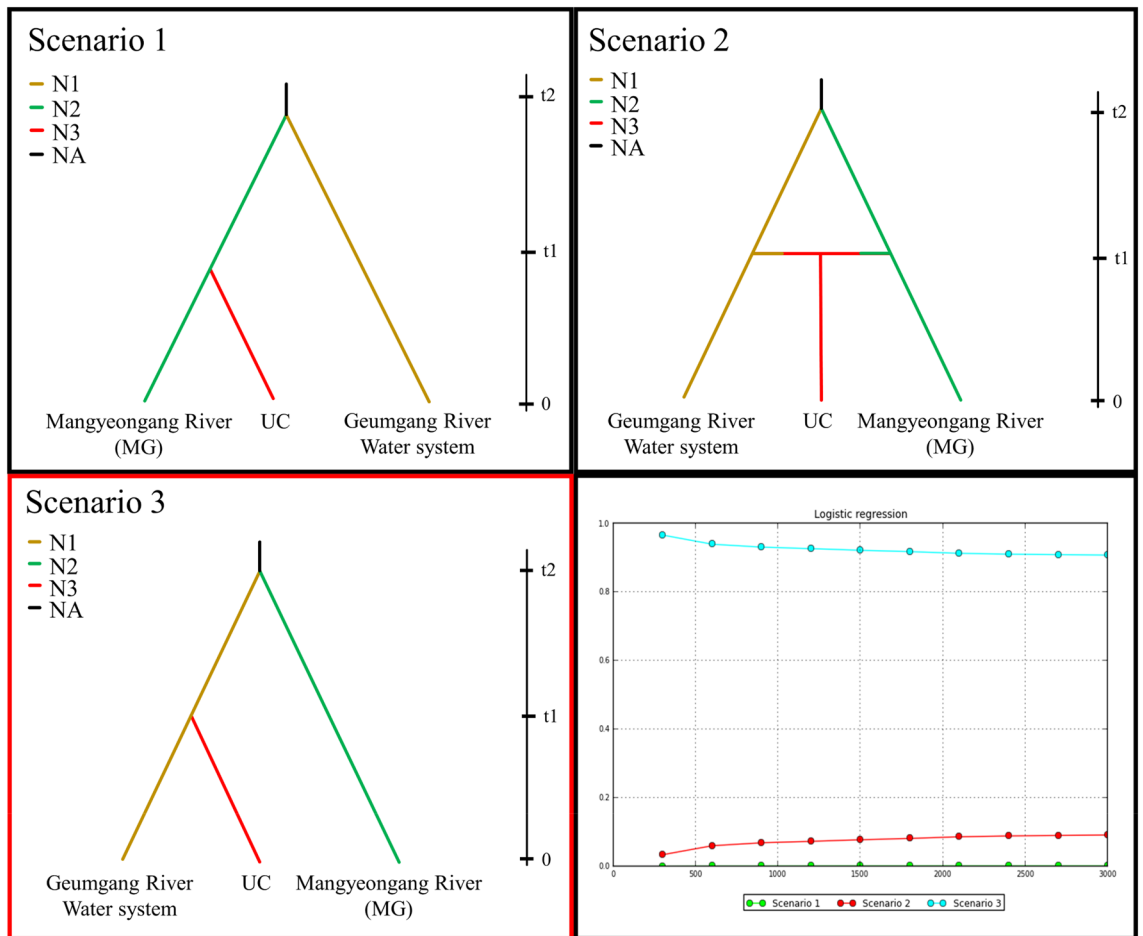 Scenario 1
N1
N2
N3
NA
t2
t1
0
Mangyeongang River
(MG)
UC
Geumgang River
Water system
Scenario 2
N1
N2
N3
NA
t2
t1
0
Geumgang River
Water system
UC
Mangyeongang River
(MG)
Scenario 3
N1
N2
N3
NA
t2
t1
0
Geumgang River
Water system
UC
Mangyeongang River
(MG)
Logistic regression
1.0
0.8
0.6
0.4
0.2
0.0
0 500 1000 1500 2000 2500 3000
Scenario 1 Scenario 2 Scenario 3